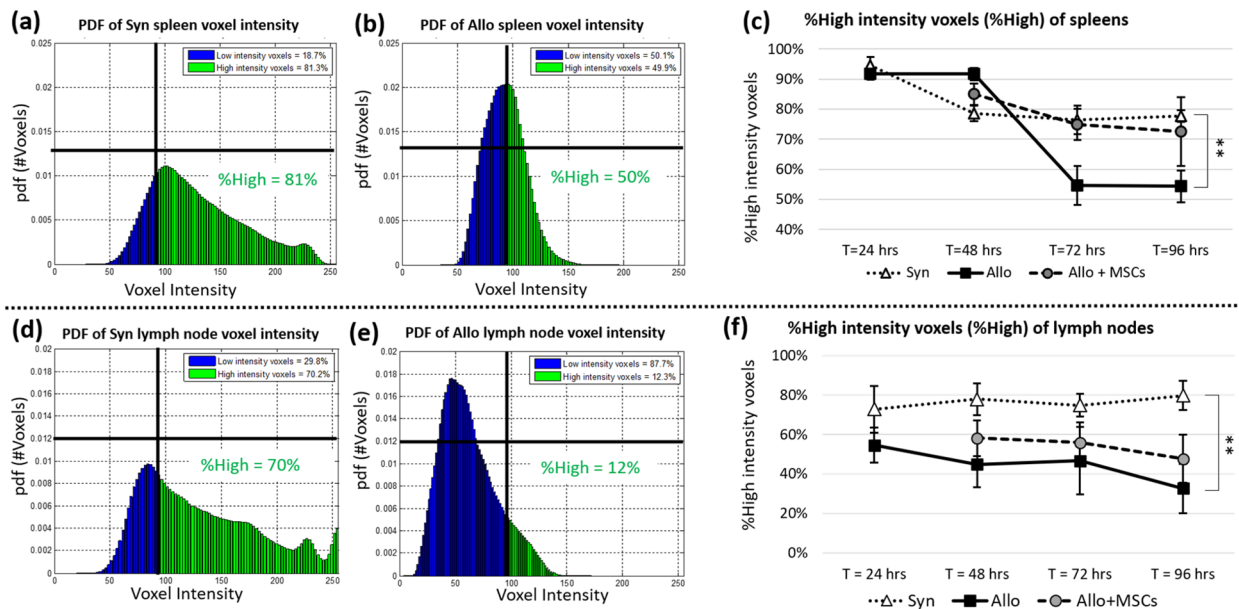 (a)
PDF of Syn spleen voxel intensity
0.025
0.02
0.015
0.01
0.005
0
pdf (#Voxels)
Low intensity voxels = 18.7%
High intensity voxels = 81.3%
%High = 81%
0 50 100 150 200 250
Voxel Intensity
(b)
PDF of Allo spleen voxel intensity
0.025
0.02
0.015
0.01
0.005
0
pdf (#Voxels)
Low intensity voxels = 50.1%
High intensity voxels = 49.9%
%High = 50%
0 50 100 150 200 250
Voxel Intensity
(c)
%High intensity voxels (%High) of spleens
100%
90%
80%
70%
60%
50%
40%
%High intensity voxels
**
T=24 hrs T=48 hrs T=72 hrs T=96 hrs
Syn Allo Allo + MSCs
(d)
PDF of Syn lymph node voxel intensity
0.02
0.018
0.016
0.014
0.012
0.01
0.008
0.006
0.004
0.002
0
pdf (#Voxels)
Low intensity voxels = 29.8%
High intensity voxels = 70.2%
%High = 70%
0 50 100 150 200 250
Voxel Intensity
(e)
PDF of Allo lymph node voxel intensity
0.02
0.018
0.016
0.014
0.012
0.01
0.008
0.006
0.004
0.002
0
pdf (#Voxels)
Low intensity voxels = 87.7%
High intensity voxels = 12.3%
%High = 12%
0 50 100 150 200 250
Voxel Intensity
(f)
%High intensity voxels (%High) of lymph nodes
100%
80%
60%
40%
20%
0%
%High intensity voxels
**
T = 24 hrs T = 48 hrs T = 72 hrs T = 96 hrs
Syn Allo Allo+MSCs